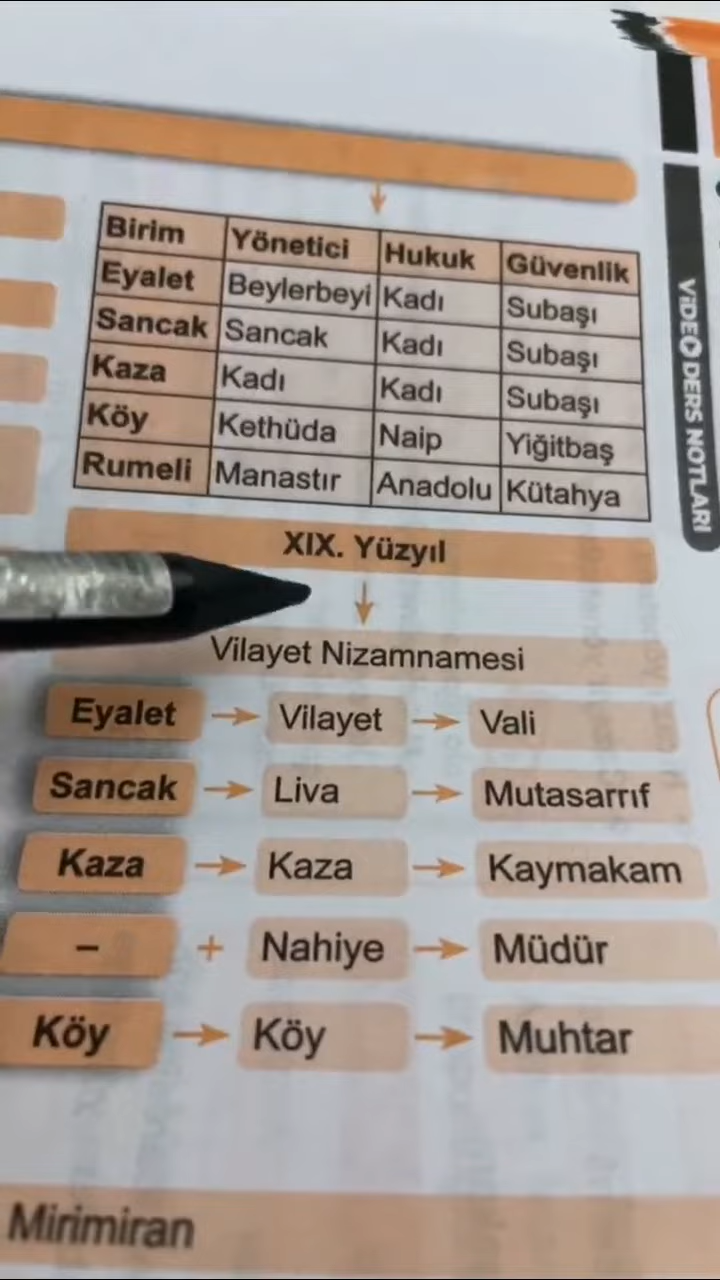 Birim Yönetici Hukuk Güvenlik
Eyalet Beylerbeyi Kadı Subaşı
Sancak Sancak Kadı Subaşı
Kaza Kadı Kadı Subaşı
Köy Kethüda Naip Yiğitbaş
Rumeli Manastır Anadolu Kütahya
XIX. Yüzyıl
Vilayet Nizamnamesi
Eyalet → Vilayet → Vali
Sancak → Liva → Mutasarrıf
Kaza → Kaza → Kaymakam
– + Nahiye → Müdür
Köy → Köy → Muhtar
Mirimiran
VİDEO DERS NOTLARI